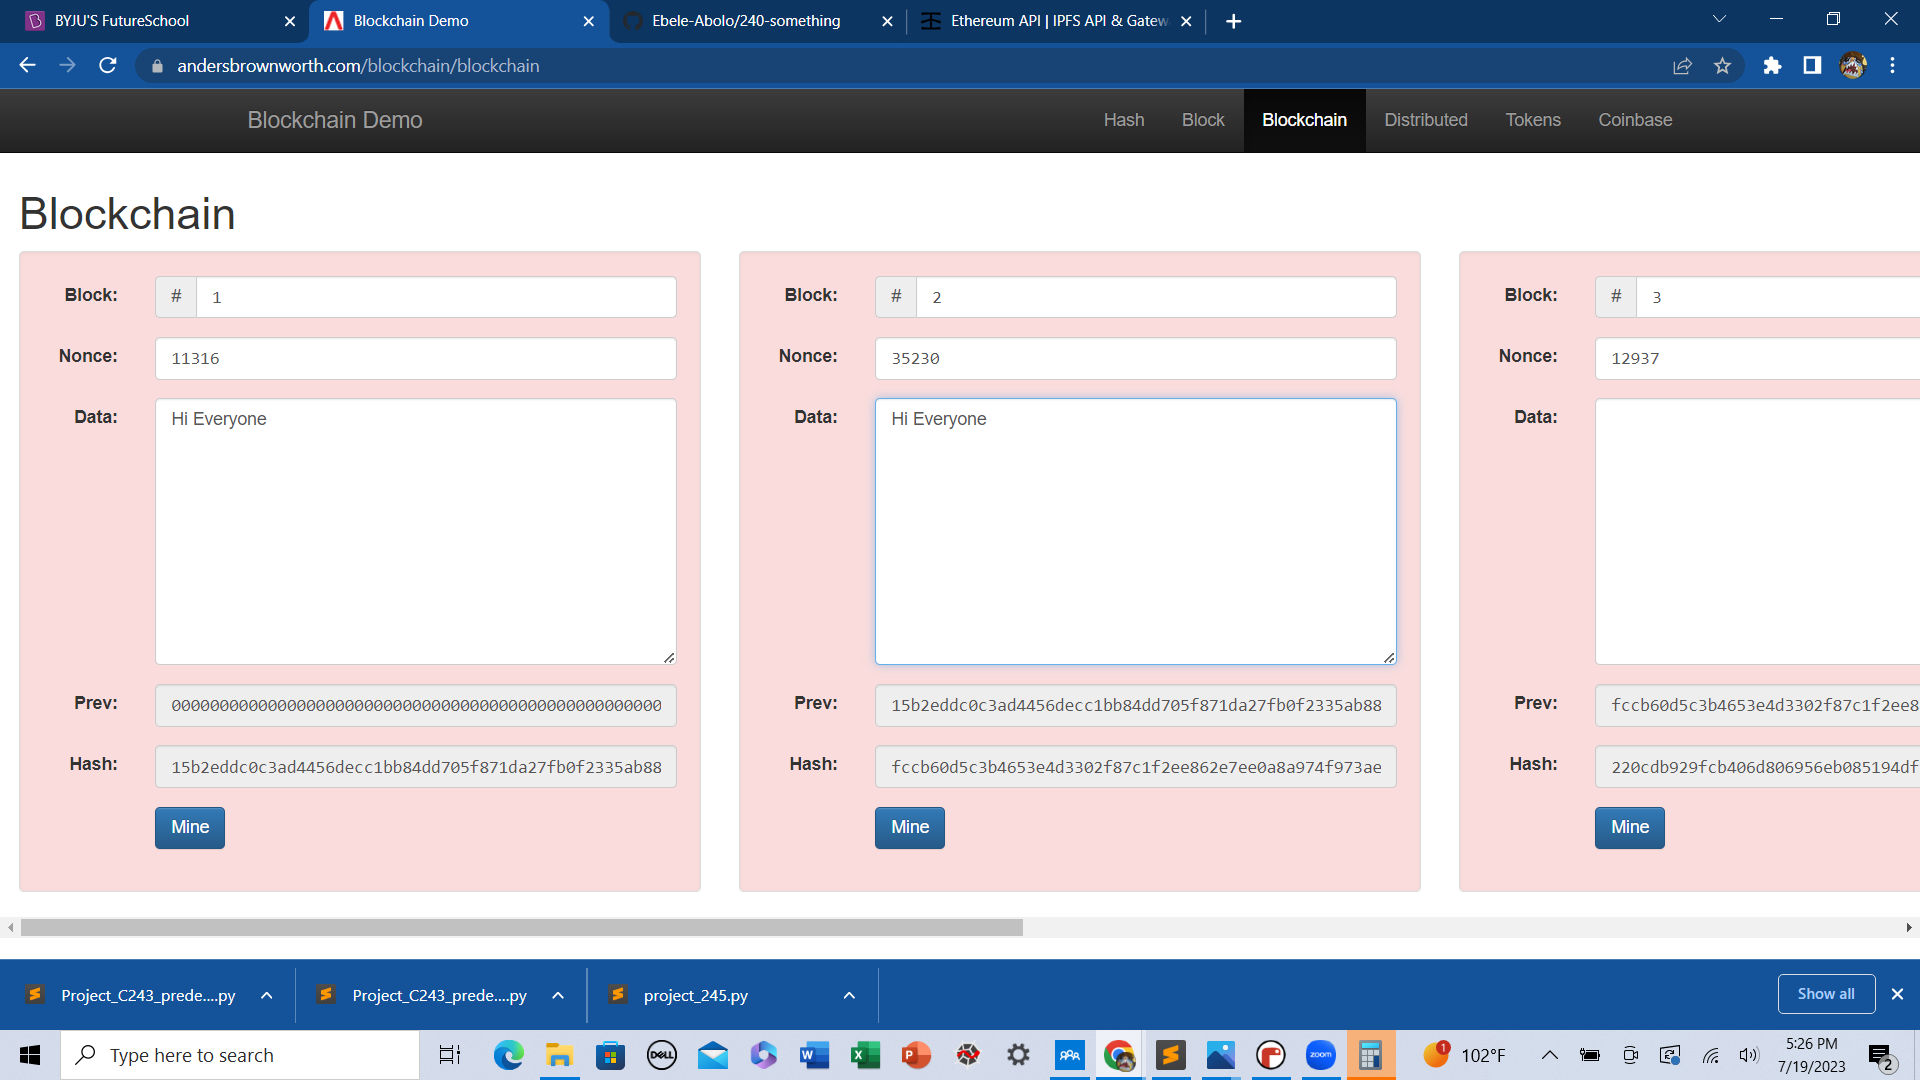 BYJU'S FutureSchool
Blockchain Demo
Ebele-Abolo/240-something
Ethereum API | IPFS API & Gatew
andersbrownworth.com/blockchain/blockchain
Blockchain Demo
Hash
Block
Blockchain
Distributed
Tokens
Coinbase
Blockchain
Block:
# 1
Nonce:
11316
Data:
Hi Everyone
Prev:
Hash:
15b2eddc0c3ad4456decc1bb84dd705f871da27fb0f2335ab88
Mine
Block:
# 2
Nonce:
35230
Data:
Hi Everyone
Prev:
15b2eddc0c3ad4456decc1bb84dd705f871da27fb0f2335ab88
Hash:
fccb60d5c3b4653e4d3302f87c1f2ee862e7ee0a8a974f973ae
Mine
Block:
# 3
Nonce:
12937
Data:
Prev:
fccb60d5c3b4653e4d3302f87c1f2ee8
Hash:
220cdb929fcb406d806956eb085194df
Mine
Project_C243_prede....py
Project_C243_prede....py
project_245.py
Show all
Type here to search
DELL
zoom
1
102°F
5:26 PM
7/19/2023
2